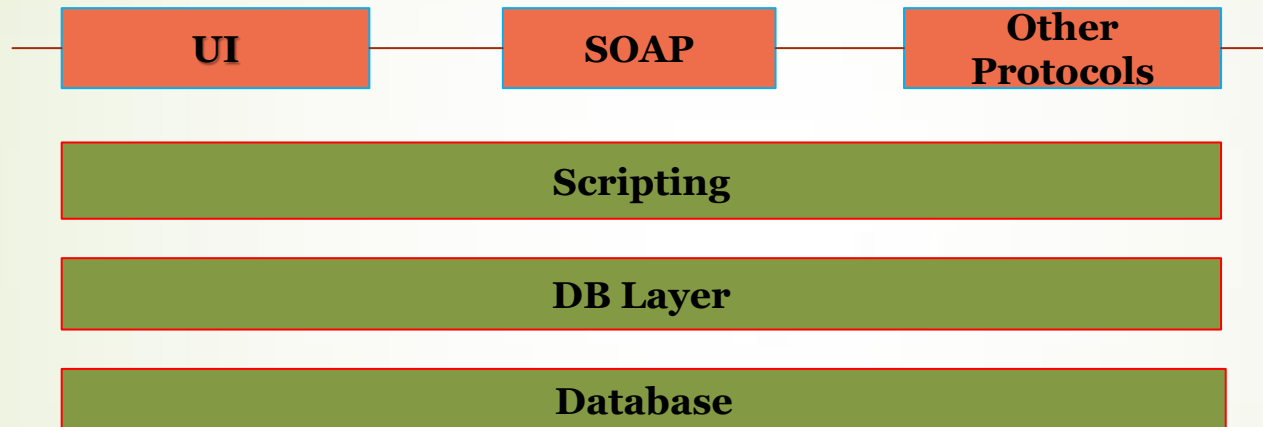 UI
SOAP
Other
Protocols
Scripting
DB Layer
Database